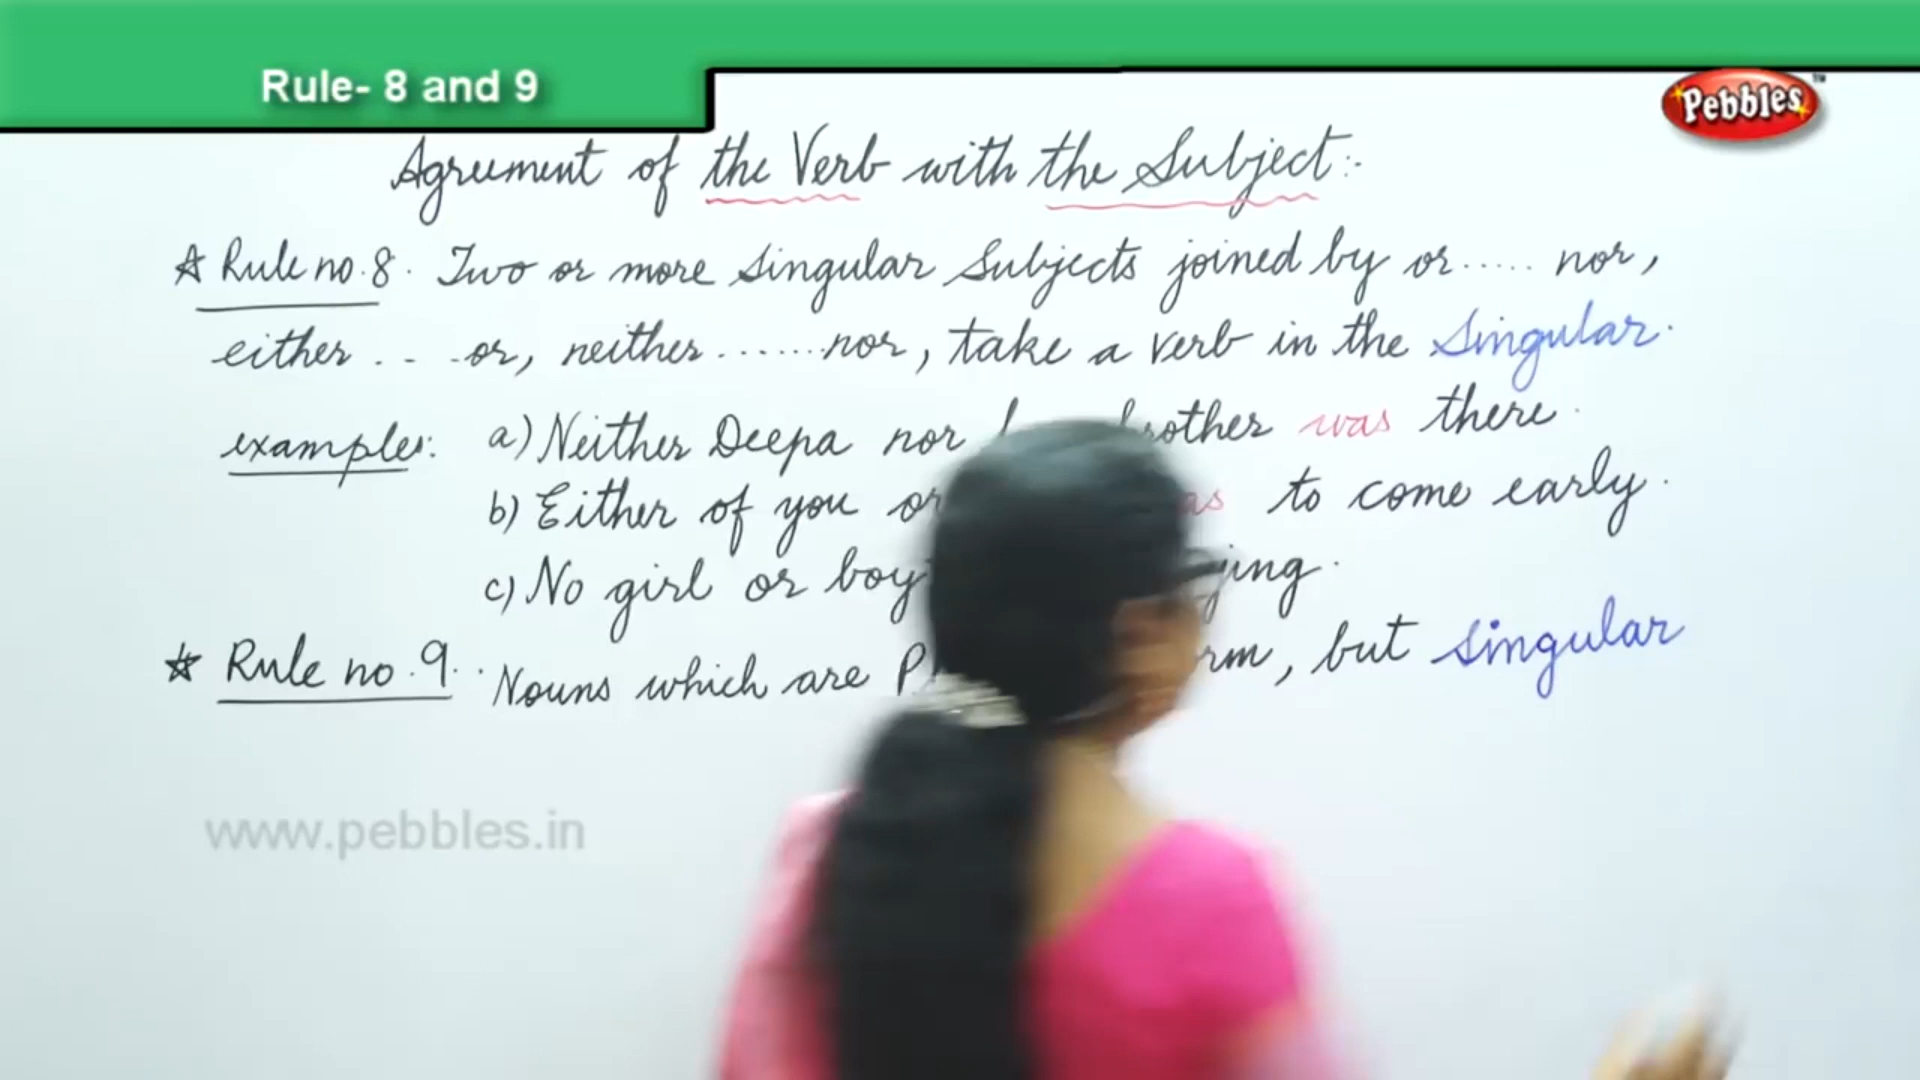 Rule- 8 and 9
Pebbles TM
Agreement of the Verb with the Subject:-
Rule no. 8. Two or more Singular Subjects joined by or ..... nor,
either .. . or, neither ...... nor, take a verb in the Singular.
examples: a) Neither Deepa nor brother was there.
b) Either of you or to come early.
c) No girl or boy
Rule no. 9. Nouns which are , but singular
www.pebbles.in